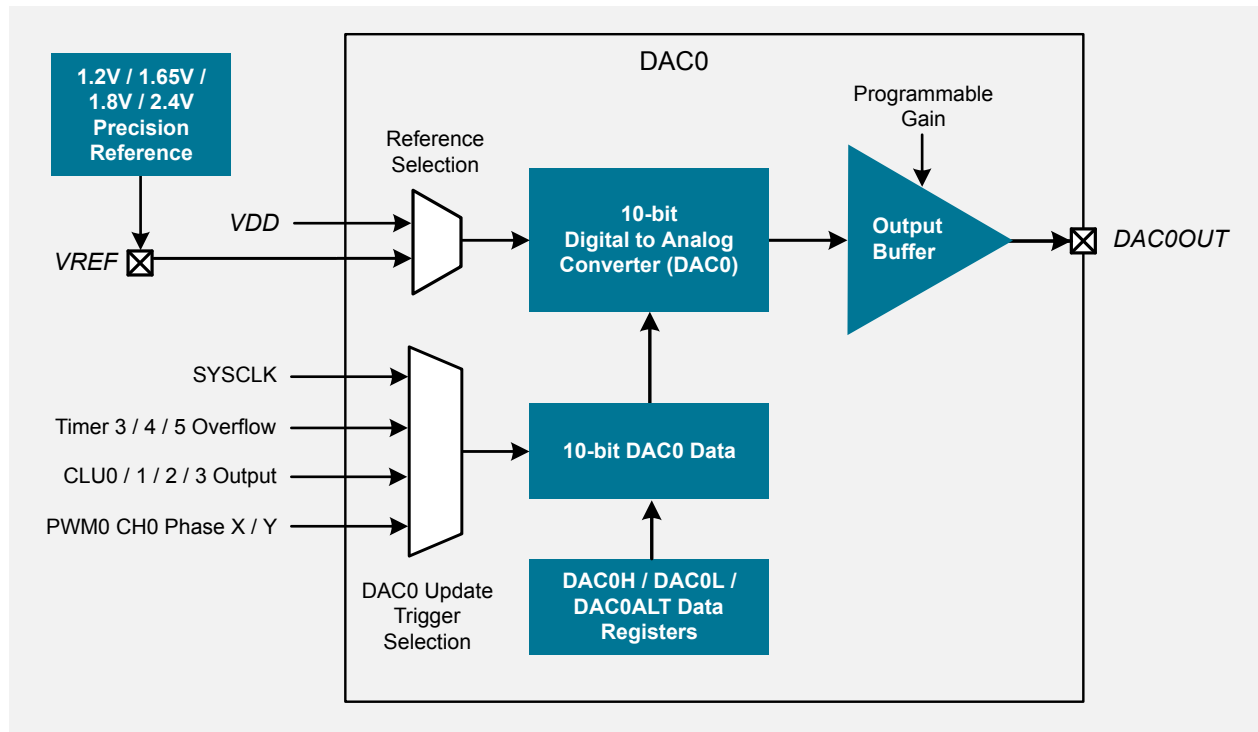 DAC0
1.2V / 1.65V /
1.8V / 2.4V
Precision
Reference
Programmable
Gain
Reference
Selection
VDD
VREF
10-bit
Digital to Analog
Converter (DAC0)
Output
Buffer
DAC0OUT
SYSCLK
Timer 3 / 4 / 5 Overflow
CLU0 / 1 / 2 / 3 Output
PWM0 CH0 Phase X / Y
10-bit DAC0 Data
DAC0 Update
Trigger
Selection
DAC0H / DAC0L /
DAC0ALT Data
Registers